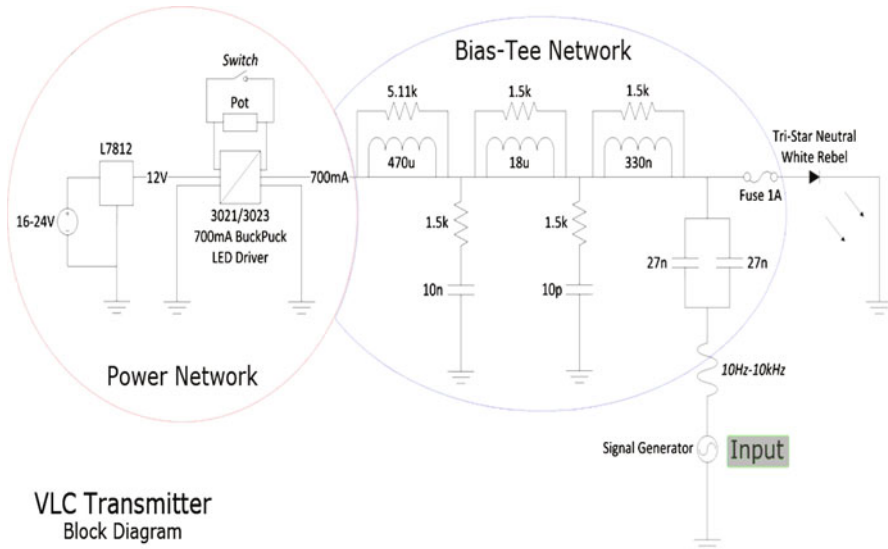 Bias-Tee Network
Switch
Pot
5.11k
1.5k
1.5k
Tri-Star Neutral
White Rebel
L7812
12V
700mA
470u
18u
330n
Fuse 1A
16-24V
3021/3023
700mA BuckPuck
LED Driver
1.5k
1.5k
27n
27n
10n
10p
Power Network
10Hz-10kHz
Signal Generator
Input
VLC Transmitter
Block Diagram